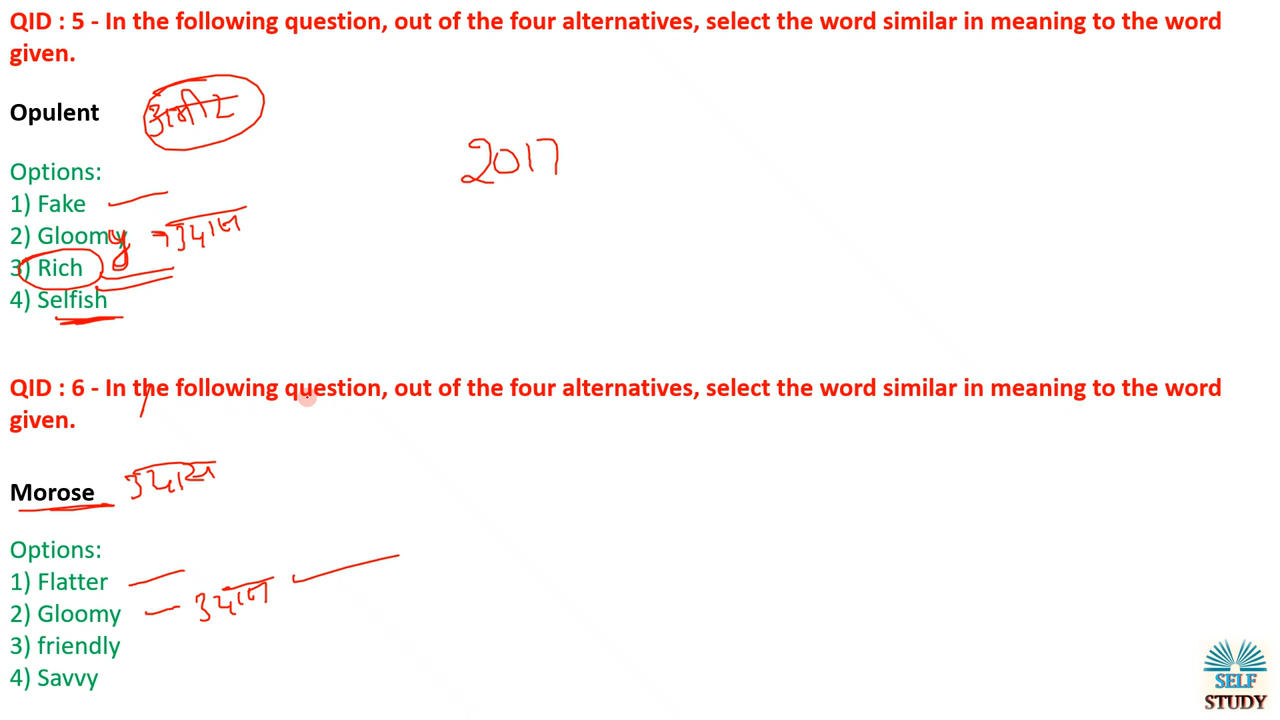 QID : 5 - In the following question, out of the four alternatives, select the word similar in meaning to the word
given.
Opulent अमीर
2017
Options:
1) Fake
2) Gloomy
3) Rich
4) Selfish
QID : 6 - In the following question, out of the four alternatives, select the word similar in meaning to the word
given.
Morose उदास
Options:
1) Flatter
2) Gloomy उदास
3) friendly
4) Savvy
SELF
STUDY